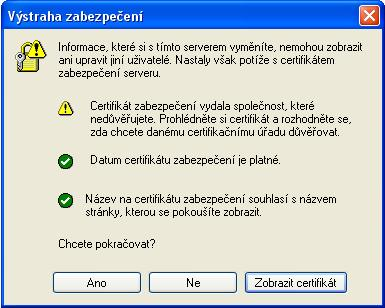 Výstraha zabezpečení
Informace, které si s tímto serverem vyměníte, nemohou zobrazit
ani upravit jiní uživatelé. Nastaly však potíže s certifikátem
zabezpečení serveru.
Certifikát zabezpečení vydala společnost, které
nedůvěřujete. Prohlédněte si certifikát a rozhodněte se,
zda chcete danému certifikačnímu úřadu důvěřovat.
Datum certifikátu zabezpečení je platné.
Název na certifikátu zabezpečení souhlasí s názvem
stránky, kterou se pokoušíte zobrazit.
Chcete pokračovat?
Ano
Ne
Zobrazit certifikát